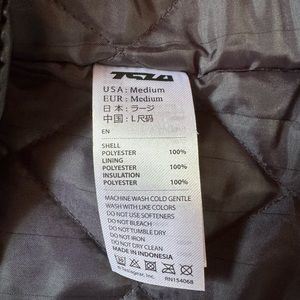 USA: Medium
EUR: Medium
日 本: ラージ
中国: L 尺码
EN
SHELL
POLYESTER 100%
LINING
POLYESTER 100%
INSULATION
POLYESTER 100%
MACHINE WASH COLD GENTLE
WASH WITH LIKE COLORS
DO NOT USE SOFTENERS
DO NOT BLEACH
DO NOT TUMBLE DRY
DO NOT IRON
DO NOT DRY CLEAN
MADE IN INDONESIA
RN154068